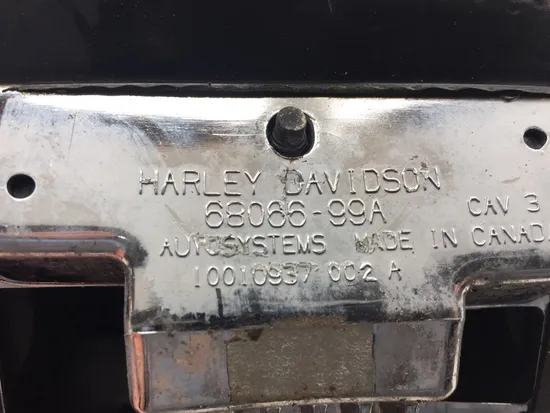 HARLEY DAVIDSON
68066-99A
CAV 3
AUTOSYSTEMS MADE IN CANADA
10010937 002 A